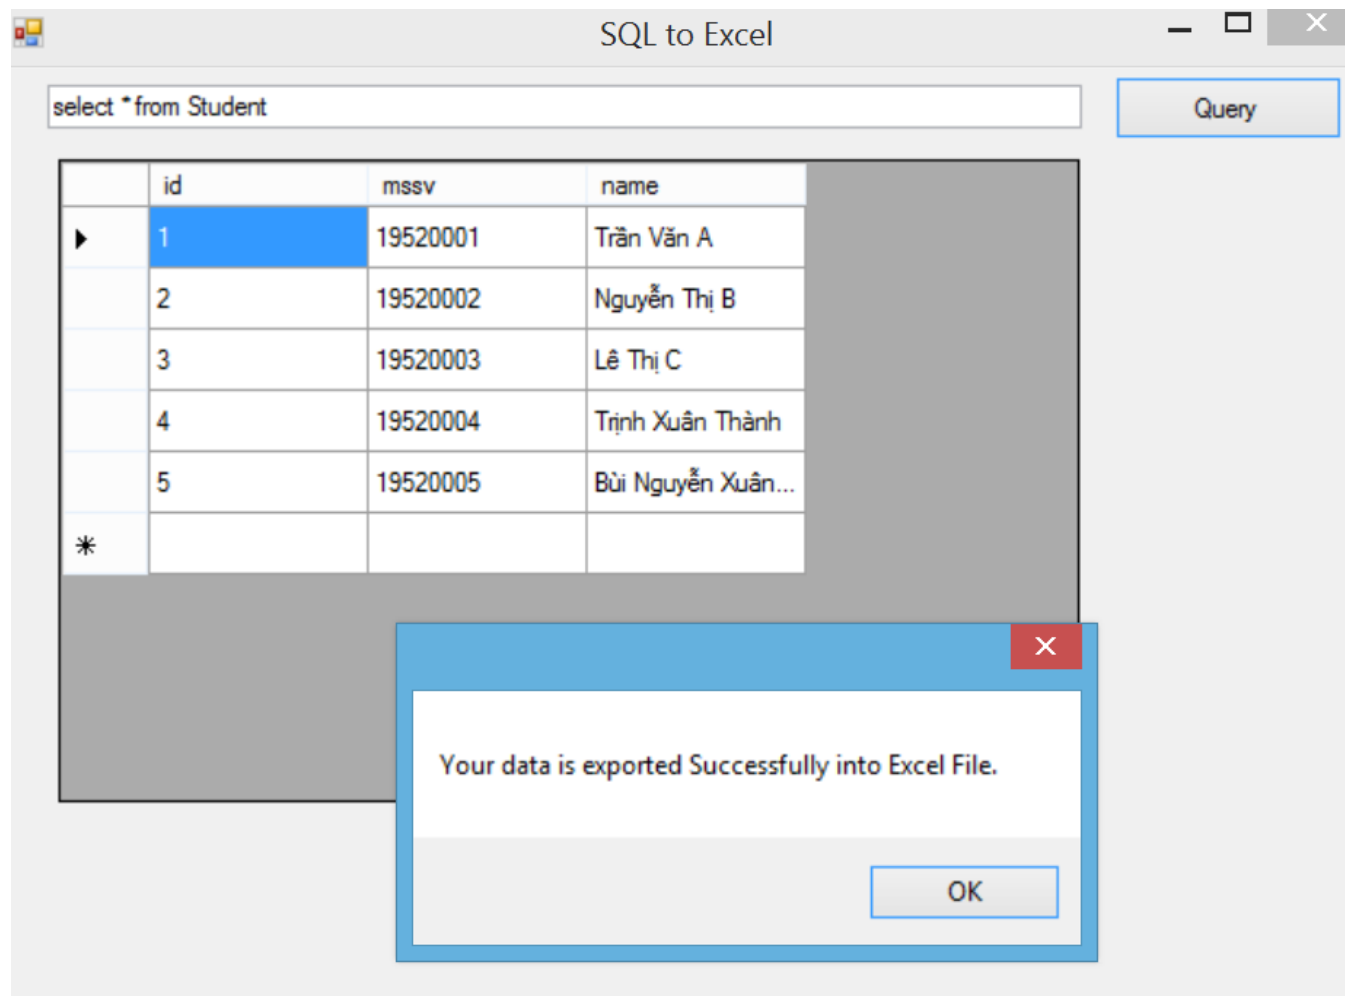 SQL to Excel
select *from Student
Query
id mssv name
1 19520001 Trần Văn A
2 19520002 Nguyễn Thị B
3 19520003 Lê Thị C
4 19520004 Trịnh Xuân Thành
5 19520005 Bùi Nguyễn Xuân...
Your data is exported Successfully into Excel File.
OK